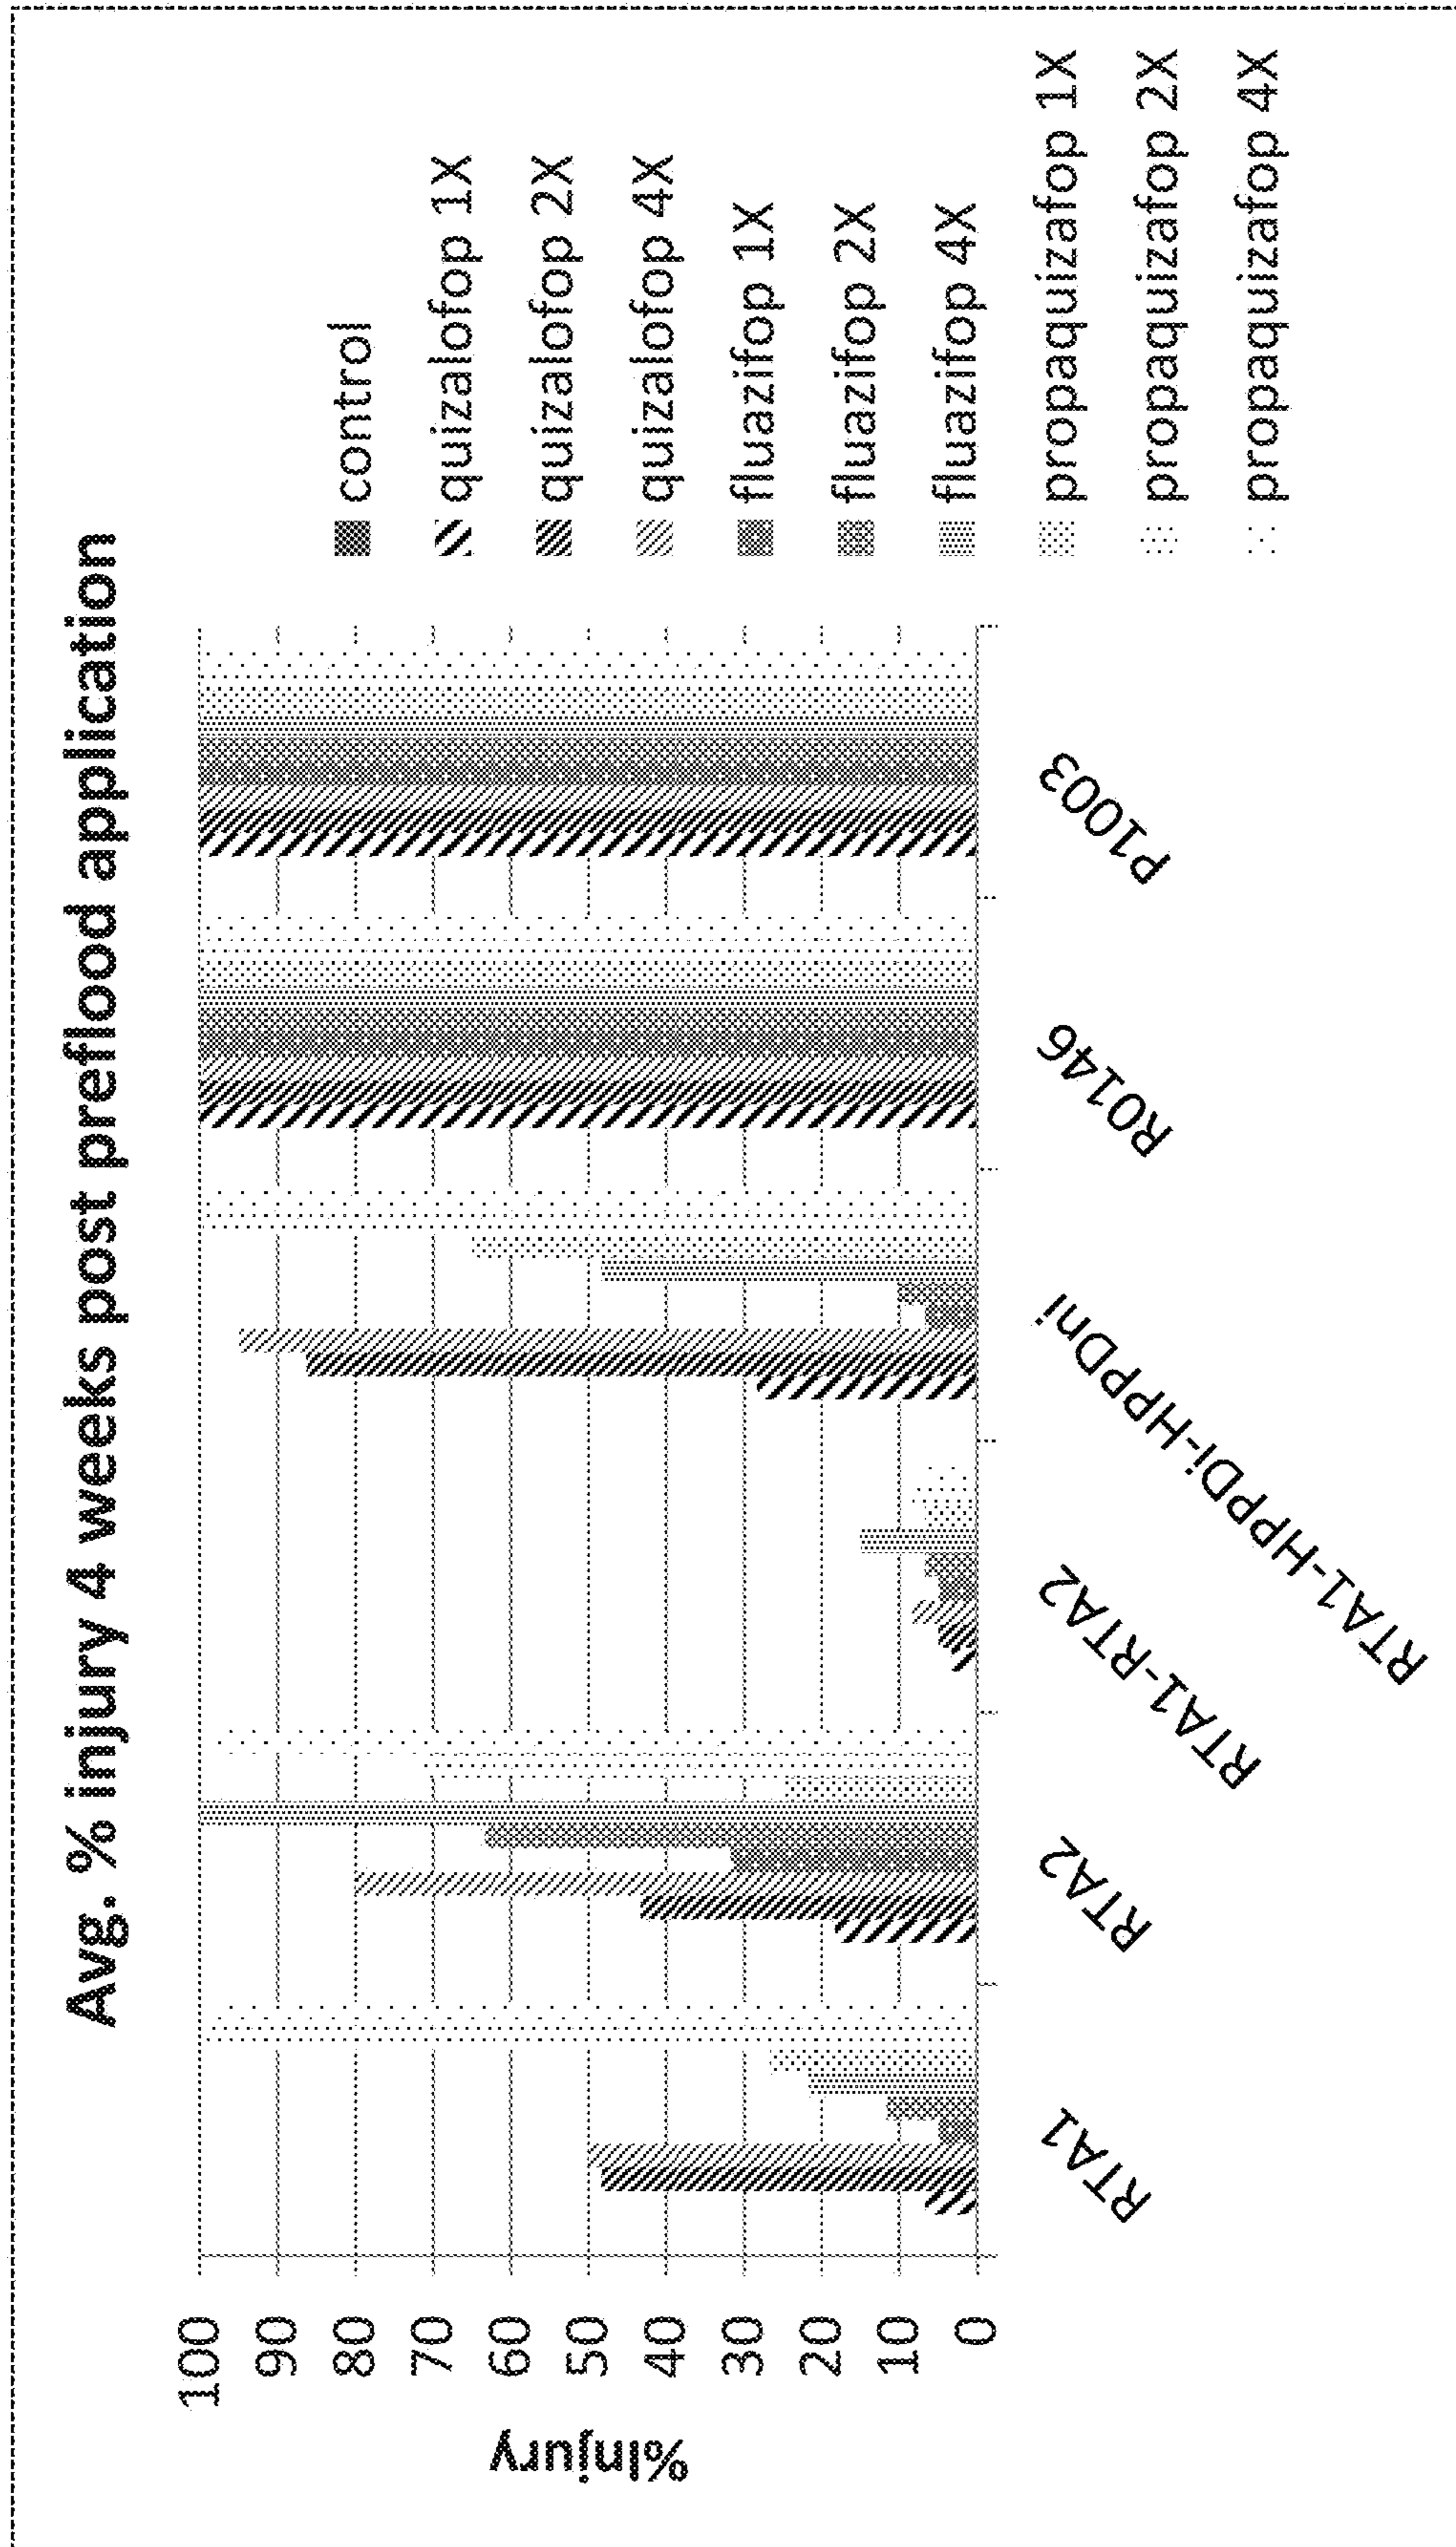 Avg. % injury 4 weeks post preflood application
%Injury
100
90
80
70
60
50
40
30
20
10
0
RTA1
RTA2
RTA1-RTA2
RTA1-HPPDi-HPPDni
R0146
P1003
control
quizalofop 1X
quizalofop 2X
quizalofop 4X
fluazifop 1X
fluazifop 2X
fluazifop 4X
propaquizafop 1X
propaquizafop 2X
propaquizafop 4X